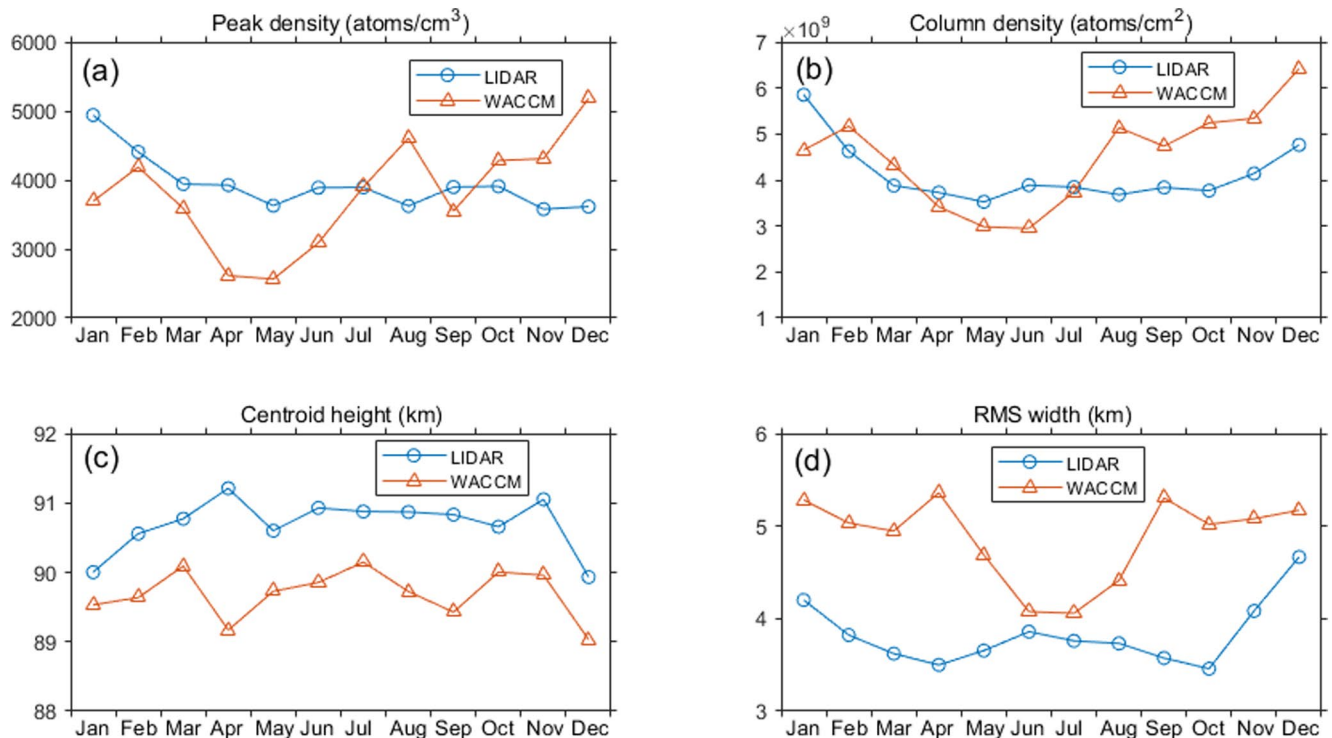 Peak density (atoms/cm³)
(a)
LIDAR
WACCM
6000
5000
4000
3000
2000
Jan Feb Mar Apr May Jun Jul Aug Sep Oct Nov Dec
Column density (atoms/cm²)
×10⁹
(b)
LIDAR
WACCM
7
6
5
4
3
2
1
Jan Feb Mar Apr May Jun Jul Aug Sep Oct Nov Dec
Centroid height (km)
(c)
LIDAR
WACCM
92
91
90
89
88
Jan Feb Mar Apr May Jun Jul Aug Sep Oct Nov Dec
RMS width (km)
(d)
LIDAR
WACCM
6
5
4
3
Jan Feb Mar Apr May Jun Jul Aug Sep Oct Nov Dec